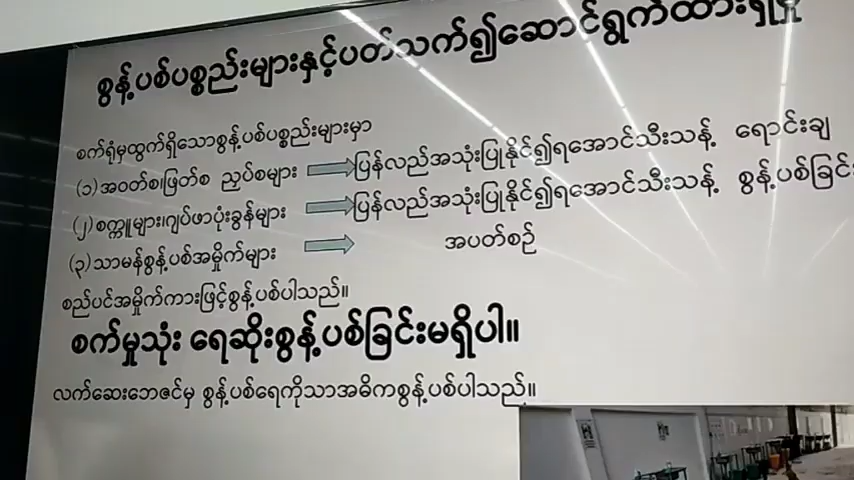 စွန့်ပစ်ပစ္စည်းများနှင့်ပတ်သက်၍ဆောင်ရွက်ထားရှိမှု
စက်ရုံမှထွက်ရှိသောစွန့်ပစ်ပစ္စည်းများမှာ
(၁)အဝတ်စ၊ဖြတ်စ ညှပ်စများ ပြန်လည်အသုံးပြုနိုင်၍ရအောင်သီးသန့် ရောင်းချ
(၂)စက္ကူများ၊ဂျပ်ဖာပုံးခွန်များ ပြန်လည်အသုံးပြုနိုင်၍ရအောင်သီးသန့် စွန့်ပစ်ခြင်း
(၃)သာမန်စွန့်ပစ်အမှိုက်များ အပတ်စဉ်
စည်ပင်အမှိုက်ကားဖြင့်စွန့်ပစ်ပါသည်။
စက်မှုသုံး ရေဆိုးစွန့်ပစ်ခြင်းမရှိပါ။
လက်ဆေးဘေဇင်မှ စွန့်ပစ်ရေကိုသာအဓိကစွန့်ပစ်ပါသည်။